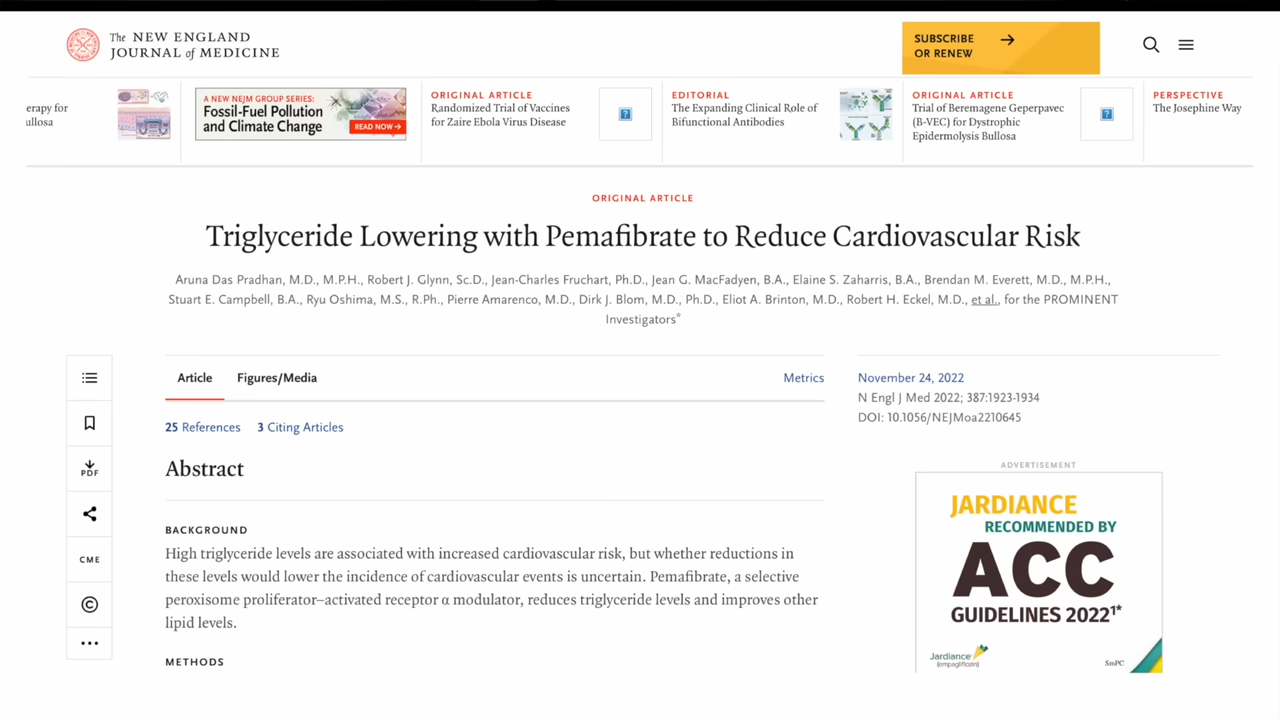 The NEW ENGLAND
JOURNAL of MEDICINE
SUBSCRIBE
OR RENEW
erapy for
ullosa
A NEW NEJM GROUP SERIES:
Fossil-Fuel Pollution
and Climate Change
READ NOW
ORIGINAL ARTICLE
Randomized Trial of Vaccines
for Zaire Ebola Virus Disease
EDITORIAL
The Expanding Clinical Role of
Bifunctional Antibodies
ORIGINAL ARTICLE
Trial of Beremagene Geperpavec
(B-VEC) for Dystrophic
Epidermolysis Bullosa
PERSPECTIVE
The Josephine Way
ORIGINAL ARTICLE
Triglyceride Lowering with Pemafibrate to Reduce Cardiovascular Risk
Aruna Das Pradhan, M.D., M.P.H., Robert J. Glynn, Sc.D., Jean-Charles Fruchart, Ph.D., Jean G. MacFadyen, B.A., Elaine S. Zaharris, B.A., Brendan M. Everett, M.D., M.P.H.,
Stuart E. Campbell, B.A., Ryu Oshima, M.S., R.Ph., Pierre Amarenco, M.D., Dirk J. Blom, M.D., Ph.D., Eliot A. Brinton, M.D., Robert H. Eckel, M.D., et al., for the PROMINENT
Investigators*
Article Figures/Media Metrics
25 References 3 Citing Articles
Abstract
BACKGROUND
High triglyceride levels are associated with increased cardiovascular risk, but whether reductions in
these levels would lower the incidence of cardiovascular events is uncertain. Pemafibrate, a selective
peroxisome proliferator–activated receptor α modulator, reduces triglyceride levels and improves other
lipid levels.
METHODS
PDF
CME
©
November 24, 2022
N Engl J Med 2022; 387:1923-1934
DOI: 10.1056/NEJMoa2210645
ADVERTISEMENT
JARDIANCE
RECOMMENDED BY
ACC
GUIDELINES 2022¹*
Jardiance
(empagliflozin)
SmPC